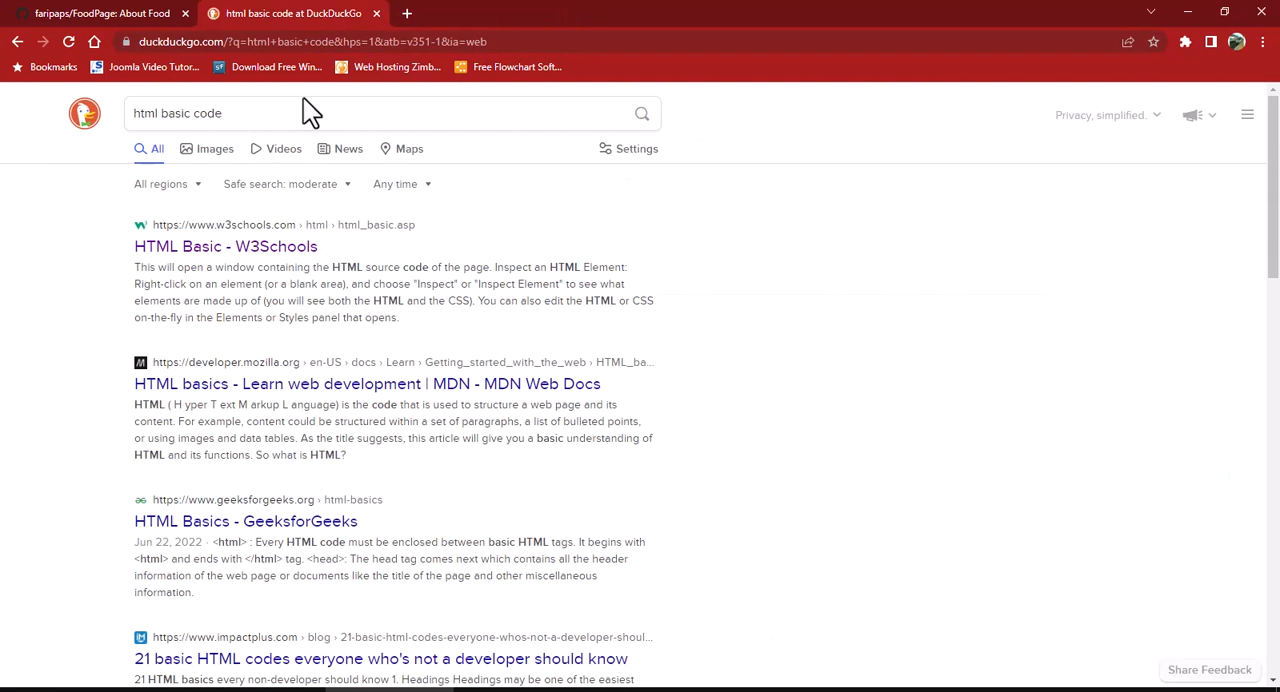 faripaps/FoodPage: About Food
html basic code at DuckDuckGo
duckduckgo.com/?q=html+basic+code&hps=1&atb=v351-1&ia=web
Bookmarks
Joomla Video Tutor...
Download Free Win...
Web Hosting Zimb...
Free Flowchart Soft...
html basic code
Privacy, simplified.
All
Images
Videos
News
Maps
Settings
All regions
Safe search: moderate
Any time
https://www.w3schools.com › html › html_basic.asp
HTML Basic - W3Schools
This will open a window containing the HTML source code of the page. Inspect an HTML Element:
Right-click on an element (or a blank area), and choose "Inspect" or "Inspect Element" to see what
elements are made up of (you will see both the HTML and the CSS). You can also edit the HTML or CSS
on-the-fly in the Elements or Styles panel that opens.
https://developer.mozilla.org › en-US › docs › Learn › Getting_started_with_the_web › HTML_ba...
HTML basics - Learn web development | MDN - MDN Web Docs
HTML ( H yper T ext M arkup L anguage) is the code that is used to structure a web page and its
content. For example, content could be structured within a set of paragraphs, a list of bulleted points,
or using images and data tables. As the title suggests, this article will give you a basic understanding of
HTML and its functions. So what is HTML?
https://www.geeksforgeeks.org › html-basics
HTML Basics - GeeksforGeeks
Jun 22, 2022 · <html> : Every HTML code must be enclosed between basic HTML tags. It begins with
<html> and ends with </html> tag. <head>: The head tag comes next which contains all the header
information of the web page or documents like the title of the page and other miscellaneous
information.
https://www.impactplus.com › blog › 21-basic-html-codes-everyone-whos-not-a-developer-shoul...
21 basic HTML codes everyone who's not a developer should know
21 HTML basics every non-developer should know 1. Headings Headings may be one of the easiest
Share Feedback